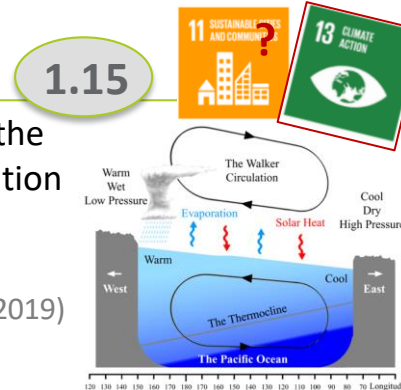 11 SUSTAINABLE CITIES
AND COMMUNITIES
?
13 CLIMATE
ACTION
1.15
the
tion
2019)
The Walker
Circulation
Warm
Wet
Low Pressure
Cool
Dry
High Pressure
Evaporation
Solar Heat
Warm
Cool
West
East
The Thermocline
The Pacific Ocean
120 130 140 150 160 170 180 170 160 150 140 130 120 110 100 90 80 70 Longitud